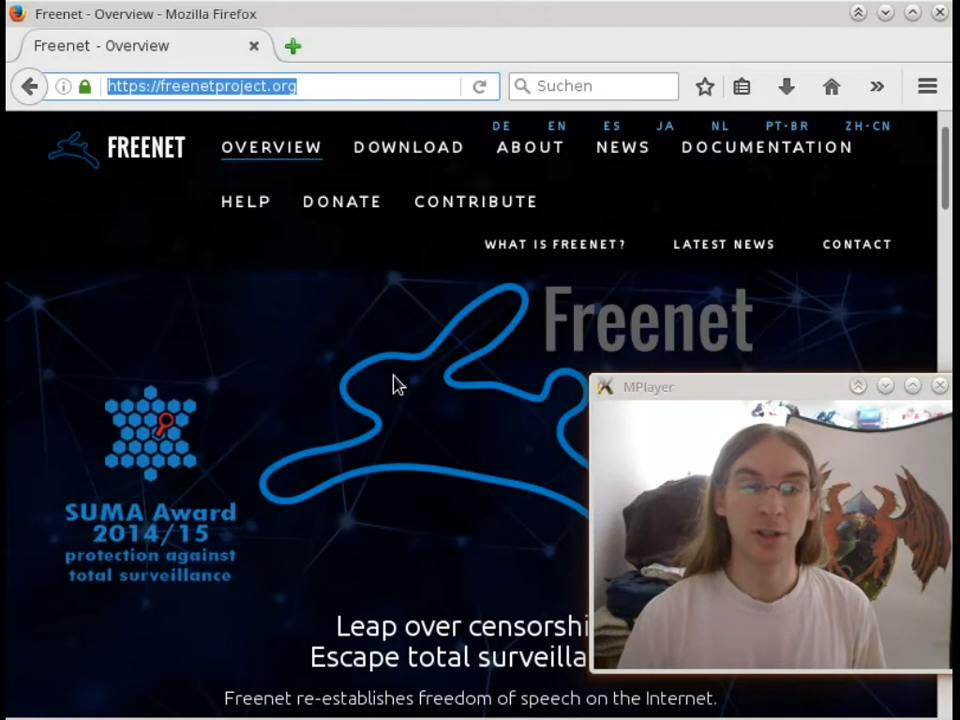 Freenet - Overview - Mozilla Firefox
Freenet - Overview
https://freenetproject.org
Suchen
DE EN ES JA NL PT-BR ZH-CN
FREENET OVERVIEW DOWNLOAD ABOUT NEWS DOCUMENTATION
HELP DONATE CONTRIBUTE
WHAT IS FREENET? LATEST NEWS CONTACT
Freenet
MPlayer
SUMA Award
2014/15
protection against
total surveillance
Leap over censorshi
Escape total surveilla
Freenet re-establishes freedom of speech on the Internet.